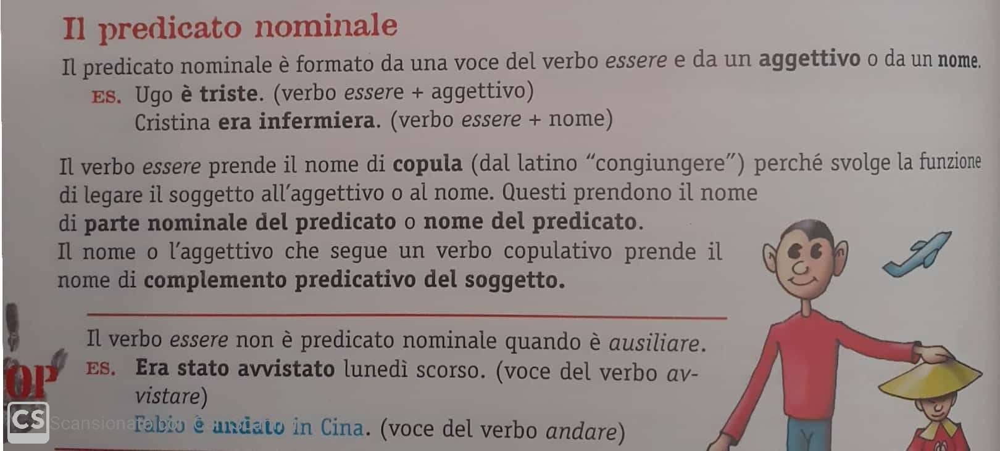 Il predicato nominale
Il predicato nominale è formato da una voce del verbo essere e da un aggettivo o da un nome.
ES. Ugo è triste. (verbo essere + aggettivo)
Cristina era infermiera. (verbo essere + nome)
Il verbo essere prende il nome di copula (dal latino “congiungere”) perché svolge la funzione
di legare il soggetto all’aggettivo o al nome. Questi prendono il nome
di parte nominale del predicato o nome del predicato.
Il nome o l’aggettivo che segue un verbo copulativo prende il
nome di complemento predicativo del soggetto.
Il verbo essere non è predicato nominale quando è ausiliare.
ES. Era stato avvistato lunedì scorso. (voce del verbo av-
vistare)
OP
Fabio è andato in Cina. (voce del verbo andare)
CS Scansionato con CamScanner